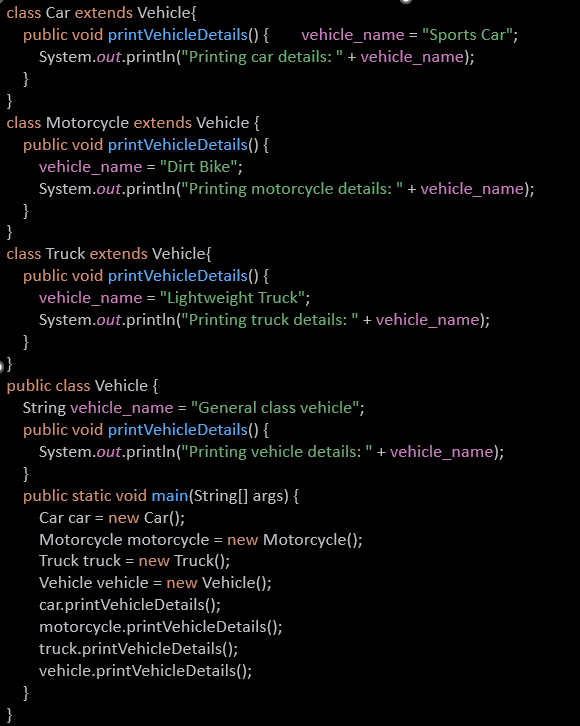 class Car extends Vehicle{
public void printVehicleDetails() { vehicle_name = "Sports Car";
System.out.println("Printing car details: " + vehicle_name);
}
}
class Motorcycle extends Vehicle {
public void printVehicleDetails() {
vehicle_name = "Dirt Bike";
System.out.println("Printing motorcycle details: " + vehicle_name);
}
}
class Truck extends Vehicle{
public void printVehicleDetails() {
vehicle_name = "Lightweight Truck";
System.out.println("Printing truck details: " + vehicle_name);
}
}
public class Vehicle {
String vehicle_name = "General class vehicle";
public void printVehicleDetails() {
System.out.println("Printing vehicle details: " + vehicle_name);
}
public static void main(String[] args) {
Car car = new Car();
Motorcycle motorcycle = new Motorcycle();
Truck truck = new Truck();
Vehicle vehicle = new Vehicle();
car.printVehicleDetails();
motorcycle.printVehicleDetails();
truck.printVehicleDetails();
vehicle.printVehicleDetails();
}
}